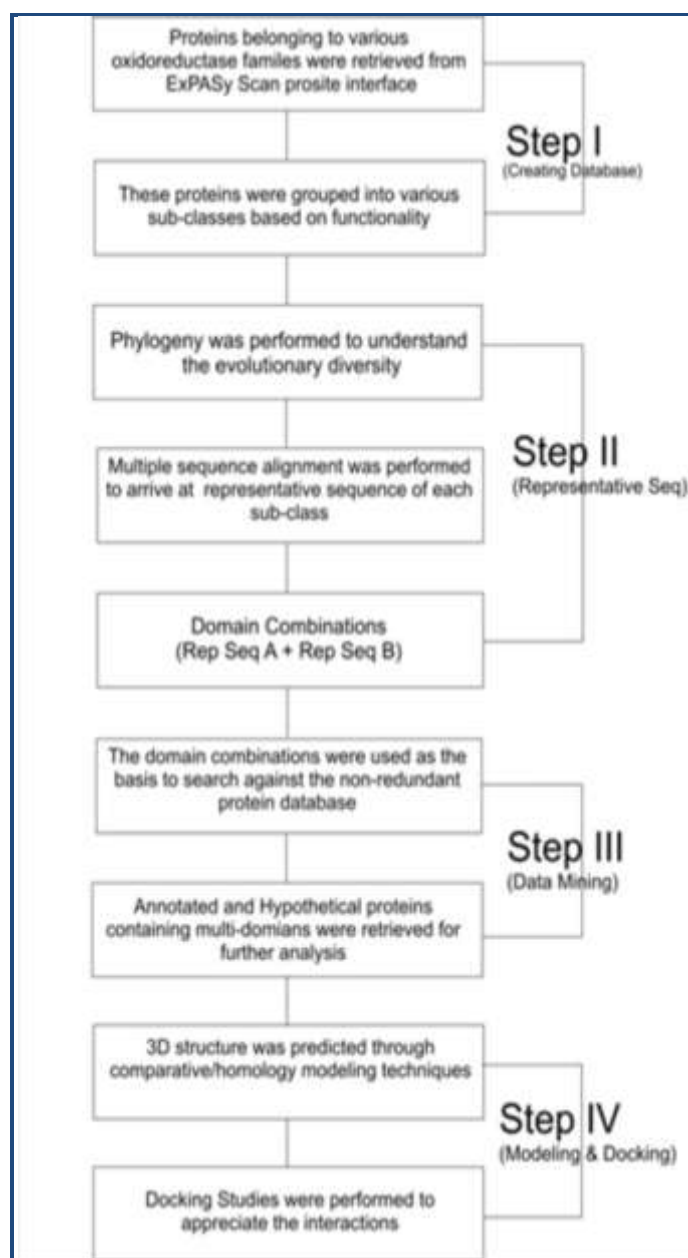 Proteins belonging to various
oxidoreductase familes were retrieved from
ExPASy Scan prosite interface
Step I
(Creating Database)
These proteins were grouped into various
sub-classes based on functionality
Phylogeny was performed to understand
the evolutionary diversity
Step II
(Representative Seq)
Multiple sequence alignment was performed
to arrive at representative sequence of each
sub-class
Domain Combinations
(Rep Seq A + Rep Seq B)
The domain combinations were used as the
basis to search against the non-redundant
protein database
Step III
(Data Mining)
Annotated and Hypothetical proteins
containing multi-domians were retrieved for
further analysis
3D structure was predicted through
comparative/homology modeling techniques
Step IV
(Modeling & Docking)
Docking Studies were performed to
appreciate the interactions